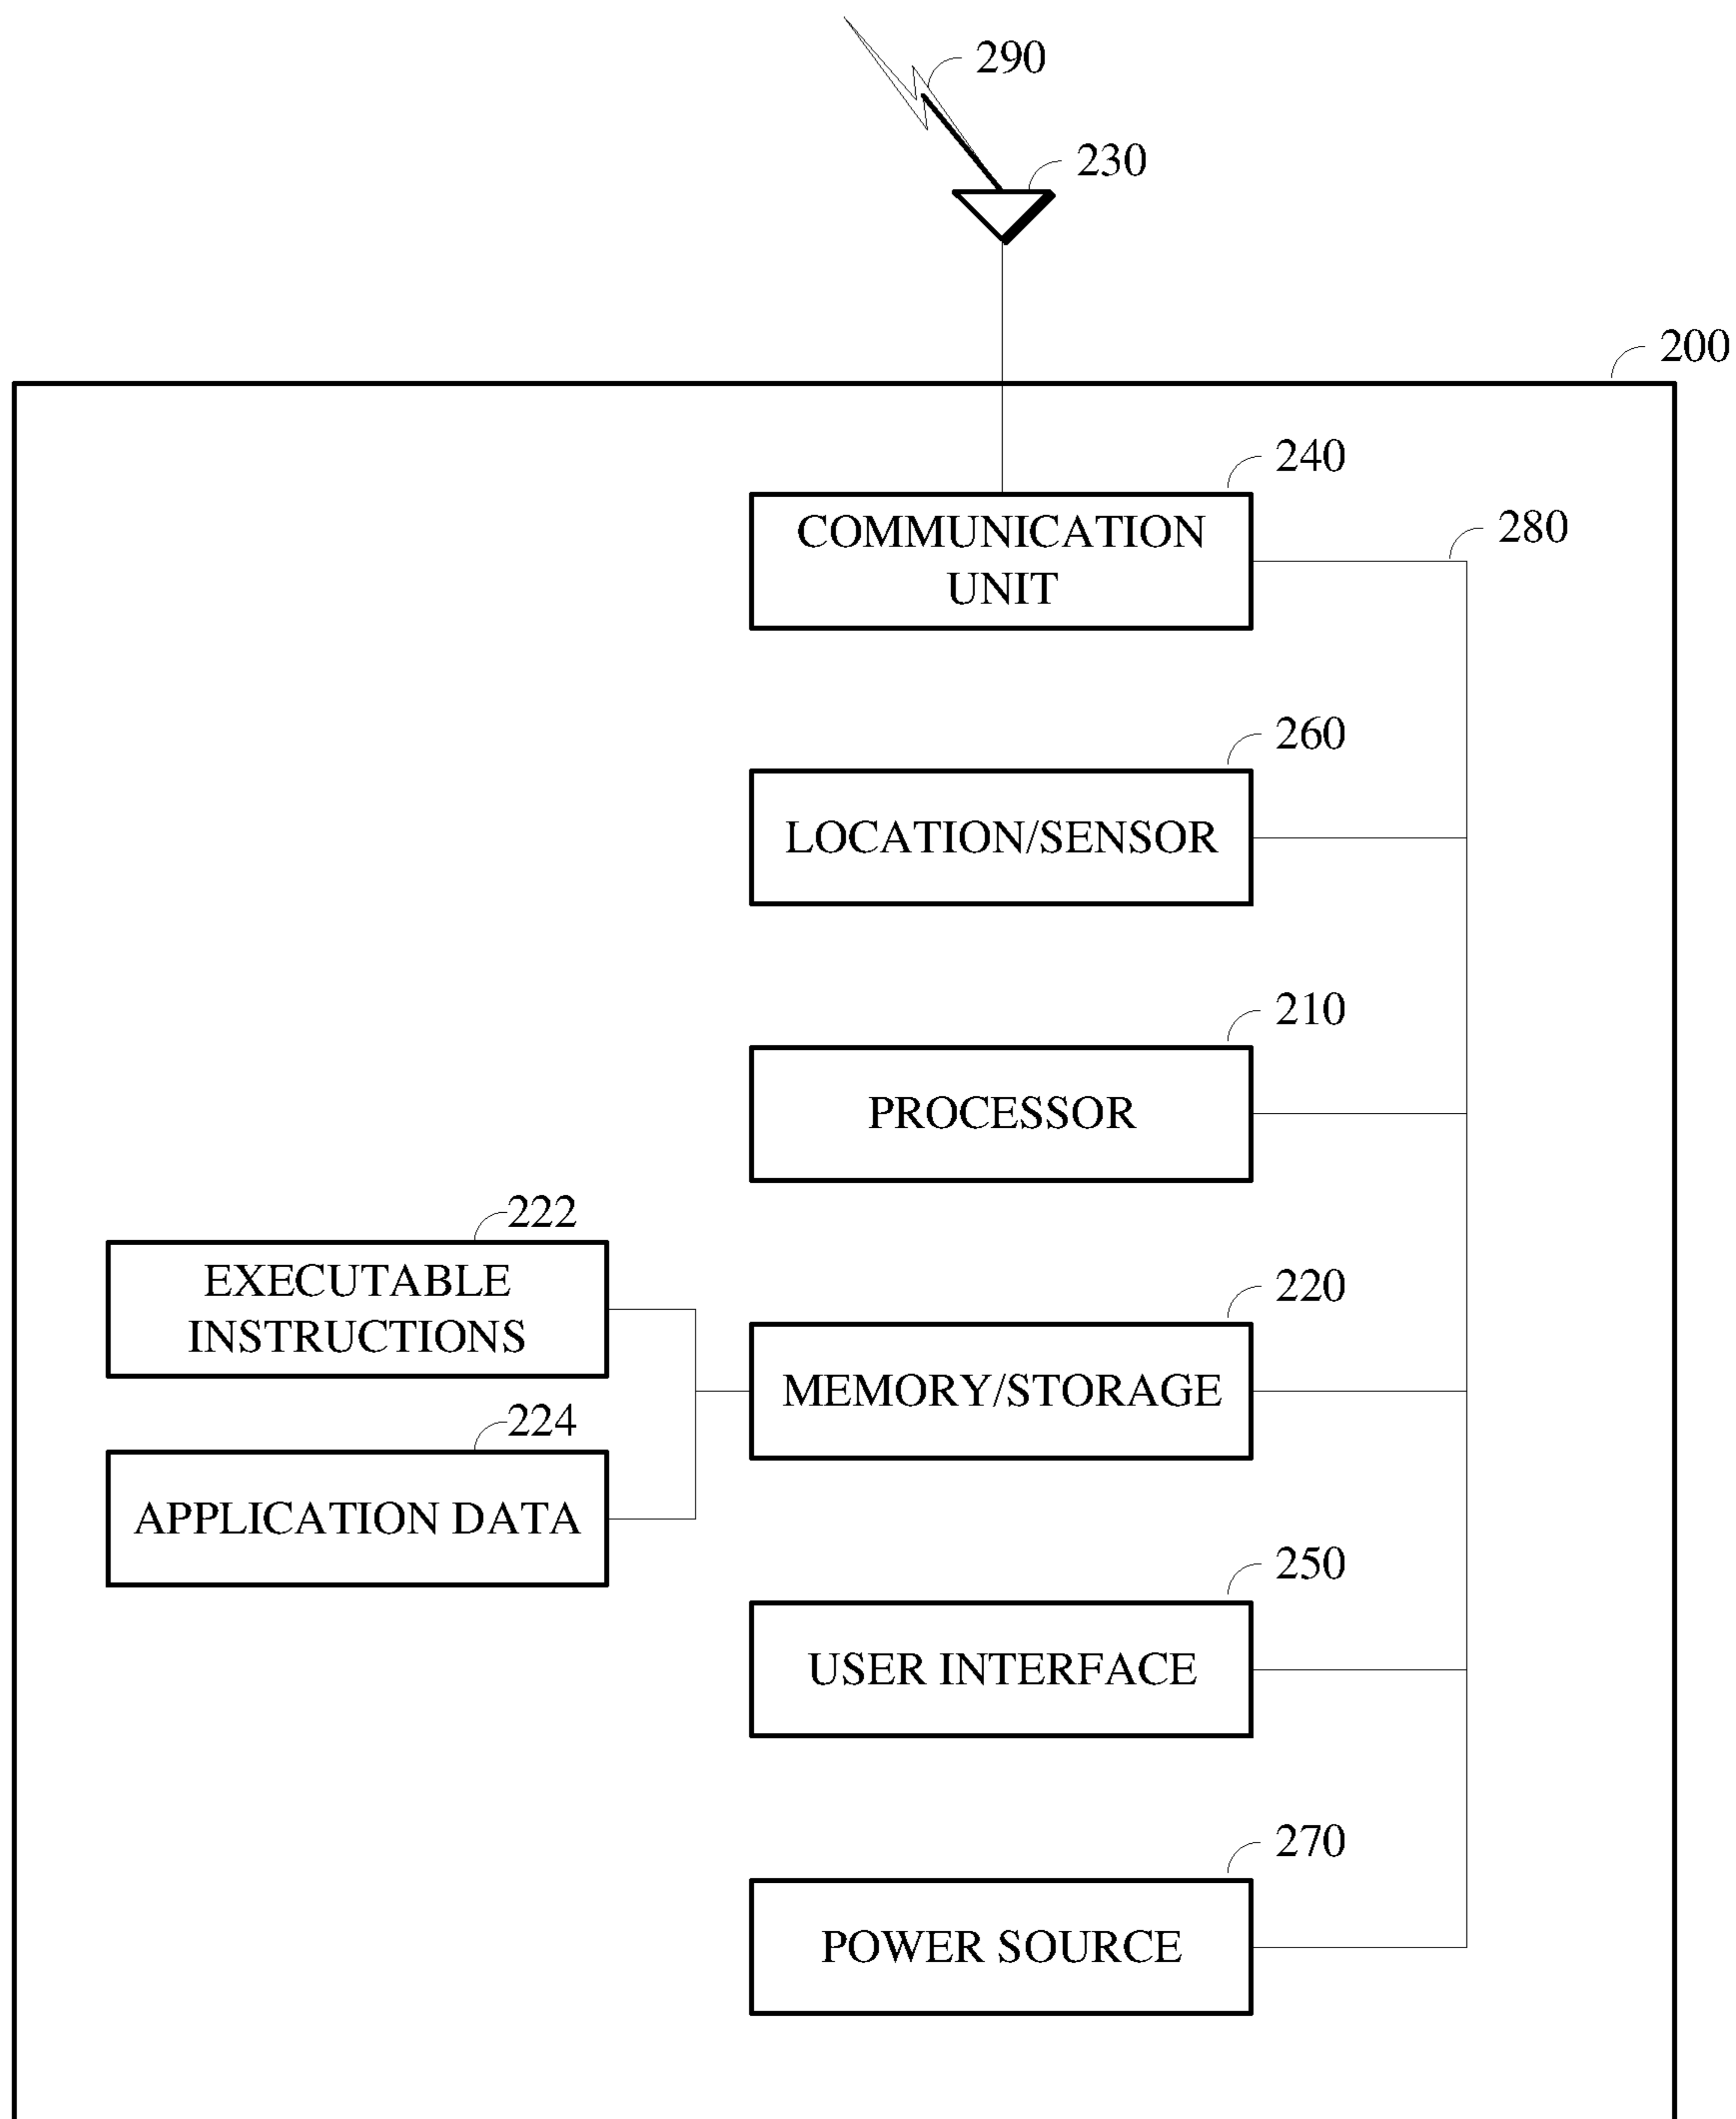 290
230
200
240
COMMUNICATION
UNIT
280
260
LOCATION/SENSOR
210
PROCESSOR
222
EXECUTABLE
INSTRUCTIONS
220
MEMORY/STORAGE
224
APPLICATION DATA
250
USER INTERFACE
270
POWER SOURCE